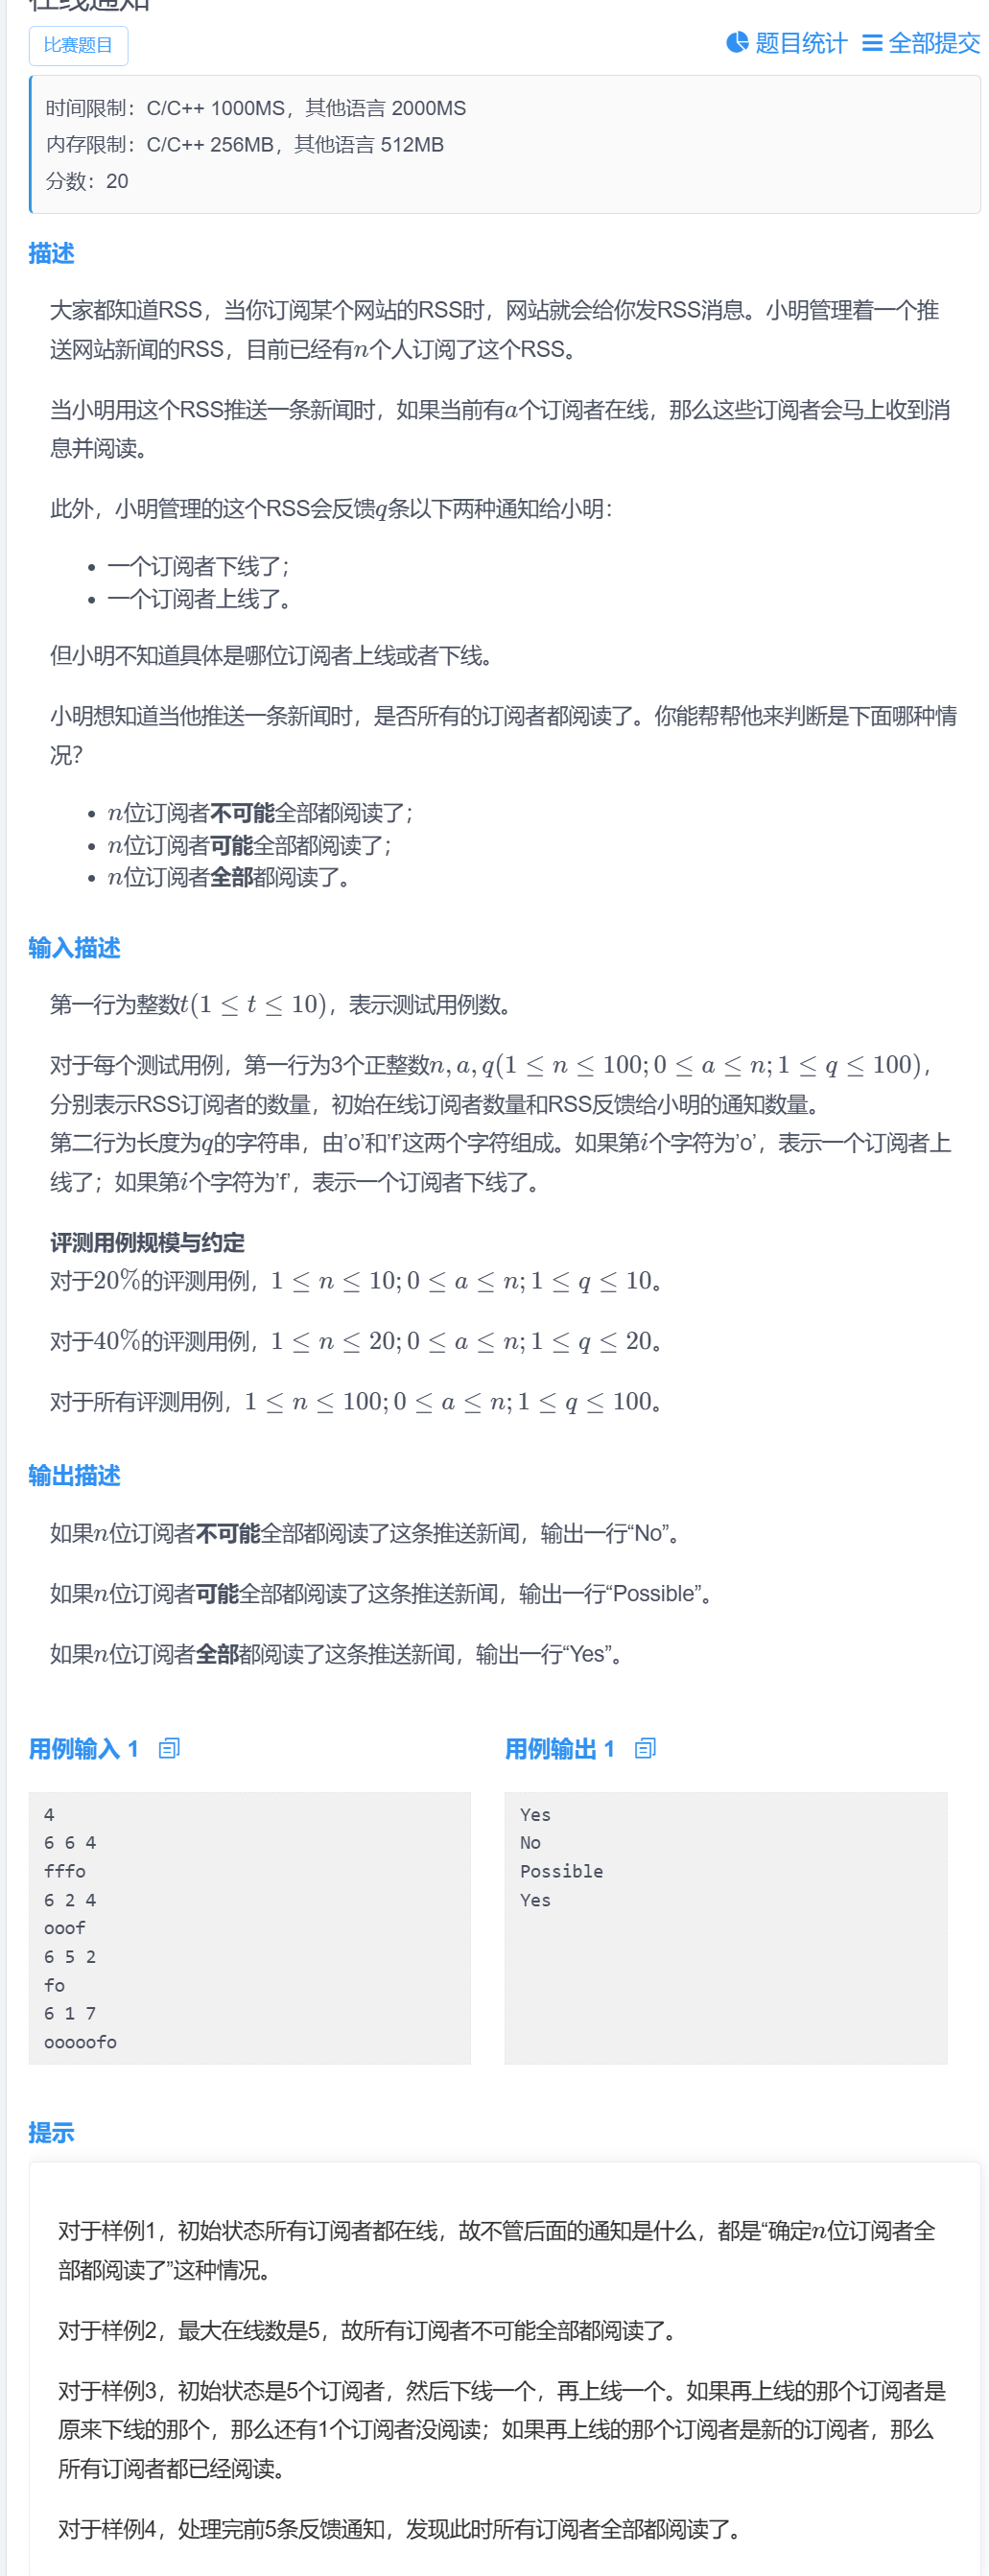 在线通知
比赛题目
题目统计 全部提交
时间限制：C/C++ 1000MS，其他语言 2000MS
内存限制：C/C++ 256MB，其他语言 512MB
分数：20
描述
大家都知道RSS，当你订阅某个网站的RSS时，网站就会给你发RSS消息。小明管理着一个推
送网站新闻的RSS，目前已经有n个人订阅了这个RSS。
当小明用这个RSS推送一条新闻时，如果当前有a个订阅者在线，那么这些订阅者会马上收到消
息并阅读。
此外，小明管理的这个RSS会反馈q条以下两种通知给小明：
• 一个订阅者下线了；
• 一个订阅者上线了。
但小明不知道具体是哪位订阅者上线或者下线。
小明想知道当他推送一条新闻时，是否所有的订阅者都阅读了。你能帮帮他来判断是下面哪种情
况？
• n位订阅者不可能全部都阅读了；
• n位订阅者可能全部都阅读了；
• n位订阅者全部都阅读了。
输入描述
第一行为整数t(1 ≤ t ≤ 10)，表示测试用例数。
对于每个测试用例，第一行为3个正整数n, a, q(1 ≤ n ≤ 100; 0 ≤ a ≤ n; 1 ≤ q ≤ 100)，
分别表示RSS订阅者的数量，初始在线订阅者数量和RSS反馈给小明的通知数量。
第二行为长度为q的字符串，由’o’和’f’这两个字符组成。如果第i个字符为’o’，表示一个订阅者上
线了；如果第i个字符为’f’，表示一个订阅者下线了。
评测用例规模与约定
对于20%的评测用例，1 ≤ n ≤ 10; 0 ≤ a ≤ n; 1 ≤ q ≤ 10。
对于40%的评测用例，1 ≤ n ≤ 20; 0 ≤ a ≤ n; 1 ≤ q ≤ 20。
对于所有评测用例，1 ≤ n ≤ 100; 0 ≤ a ≤ n; 1 ≤ q ≤ 100。
输出描述
如果n位订阅者不可能全部都阅读了这条推送新闻，输出一行“No”。
如果n位订阅者可能全部都阅读了这条推送新闻，输出一行“Possible”。
如果n位订阅者全部都阅读了这条推送新闻，输出一行“Yes”。
用例输入 1
4
6 6 4
fffo
6 2 4
ooof
6 5 2
fo
6 1 7
ooooofo
用例输出 1
Yes
No
Possible
Yes
提示
对于样例1，初始状态所有订阅者都在线，故不管后面的通知是什么，都是“确定n位订阅者全
部都阅读了”这种情况。
对于样例2，最大在线数是5，故所有订阅者不可能全部都阅读了。
对于样例3，初始状态是5个订阅者，然后下线一个，再上线一个。如果再上线的那个订阅者是
原来下线的那个，那么还有1个订阅者没阅读；如果再上线的那个订阅者是新的订阅者，那么
所有订阅者都已经阅读。
对于样例4，处理完前5条反馈通知，发现此时所有订阅者全部都阅读了。